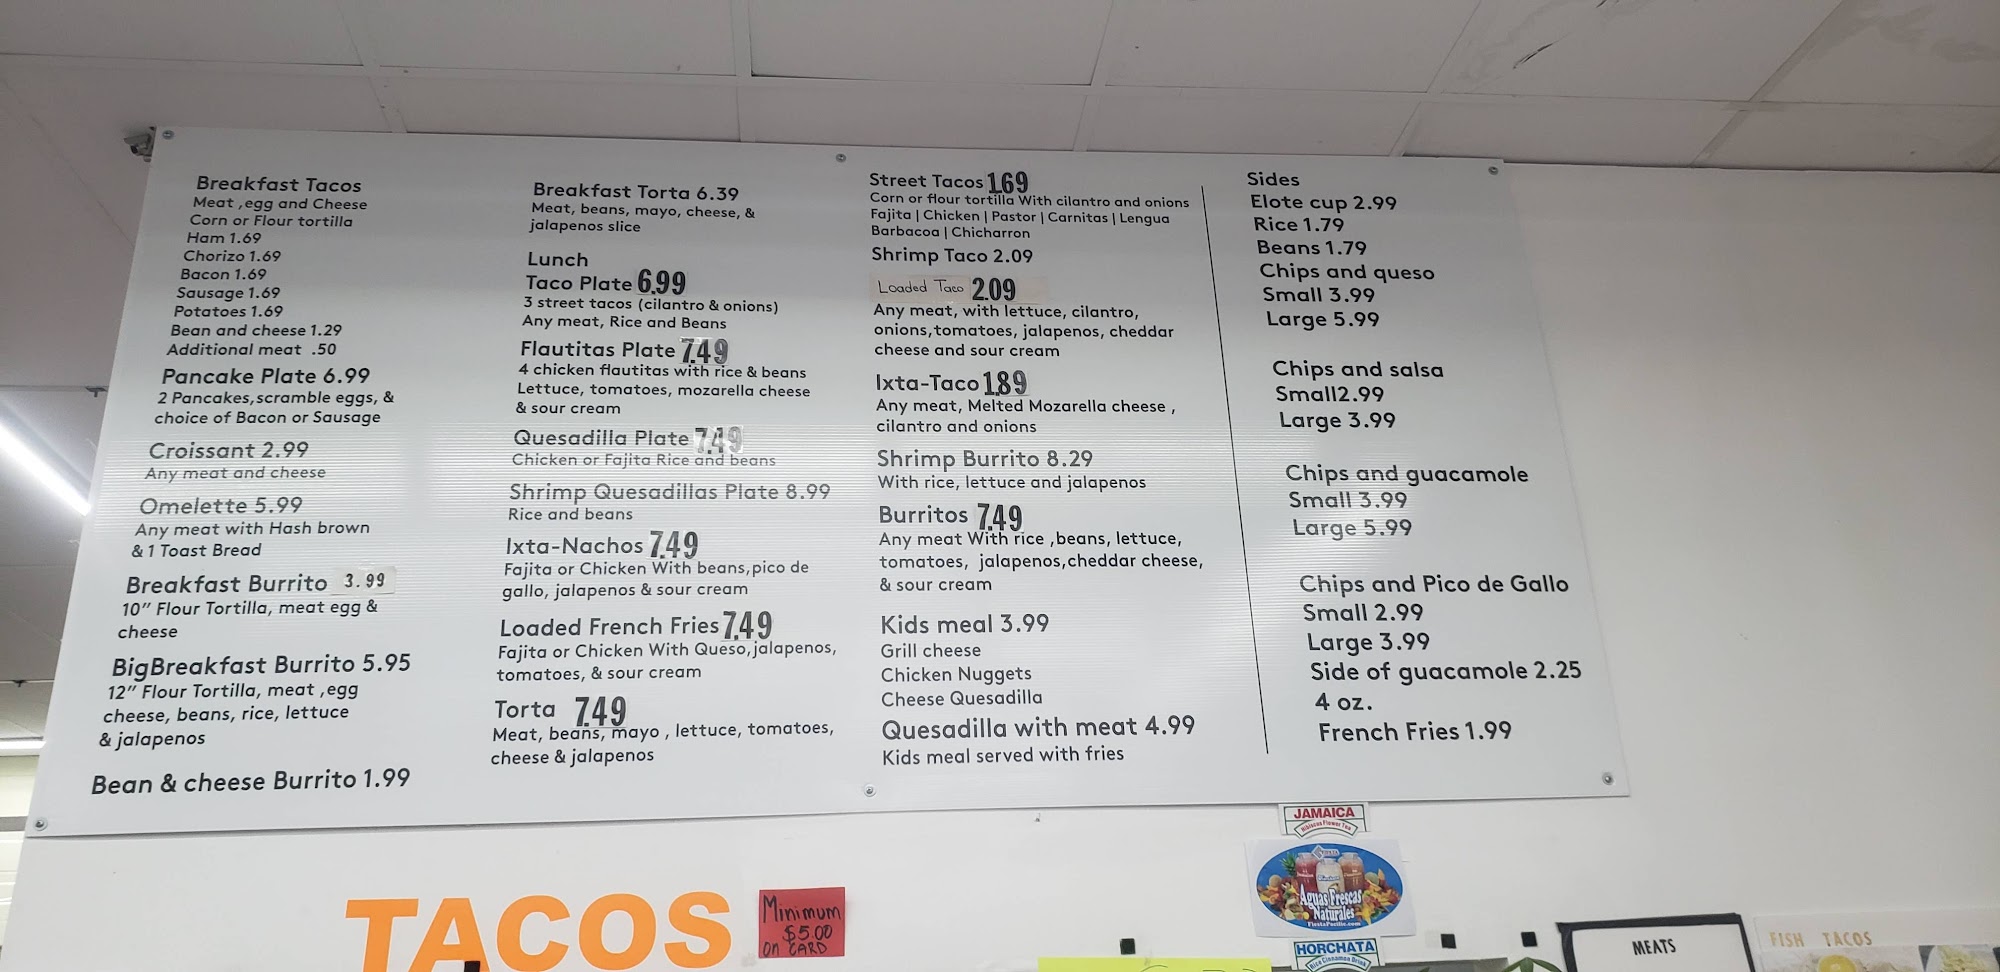 Breakfast Tacos
Meat ,egg and Cheese
Corn or Flour tortilla
Ham 1.69
Chorizo 1.69
Bacon 1.69
Sausage 1.69
Potatoes 1.69
Bean and cheese 1.29
Additional meat .50
Pancake Plate 6.99
2 Pancakes,scramble eggs, &
choice of Bacon or Sausage
Croissant 2.99
Any meat and cheese
Omelette 5.99
Any meat with Hash brown
& 1 Toast Bread
Breakfast Burrito 3.99
10" Flour Tortilla, meat egg &
cheese
BigBreakfast Burrito 5.95
12" Flour Tortilla, meat ,egg
cheese, beans, rice, lettuce
& jalapenos
Bean & cheese Burrito 1.99
Breakfast Torta 6.39
Meat, beans, mayo, cheese, &
jalapenos slice
Lunch
Taco Plate 6.99
3 street tacos (cilantro & onions)
Any meat, Rice and Beans
Flautitas Plate 7.49
4 chicken flautitas with rice & beans
Lettuce, tomatoes, mozarella cheese
& sour cream
Quesadilla Plate 7.49
Chicken or Fajita Rice and beans
Shrimp Quesadillas Plate 8.99
Rice and beans
Ixta-Nachos 7.49
Fajita or Chicken With beans,pico de
gallo, jalapenos & sour cream
Loaded French Fries 7.49
Fajita or Chicken With Queso,jalapenos,
tomatoes, & sour cream
Torta 7.49
Meat, beans, mayo , lettuce, tomatoes,
cheese & jalapenos
Street Tacos 1.69
Corn or flour tortilla With cilantro and onions
Fajita | Chicken | Pastor | Carnitas | Lengua
Barbacoa | Chicharron
Shrimp Taco 2.09
Loaded Taco 2.09
Any meat, with lettuce, cilantro,
onions,tomatoes, jalapenos, cheddar
cheese and sour cream
Ixta-Taco 1.89
Any meat, Melted Mozarella cheese ,
cilantro and onions
Shrimp Burrito 8.29
With rice, lettuce and jalapenos
Burritos 7.49
Any meat With rice ,beans, lettuce,
tomatoes, jalapenos,cheddar cheese,
& sour cream
Kids meal 3.99
Grill cheese
Chicken Nuggets
Cheese Quesadilla
Quesadilla with meat 4.99
Kids meal served with fries
Sides
Elote cup 2.99
Rice 1.79
Beans 1.79
Chips and queso
Small 3.99
Large 5.99
Chips and salsa
Small2.99
Large 3.99
Chips and guacamole
Small 3.99
Large 5.99
Chips and Pico de Gallo
Small 2.99
Large 3.99
Side of guacamole 2.25
4 oz.
French Fries 1.99
TACOS
Minimum
$5.00
on CARD
JAMAICA
Hibiscus Flower Tea
Aguas Frescas
Naturales
FiestaPacific.com
HORCHATA
Rice Cinnamon Drink
MEATS
FISH TACOS